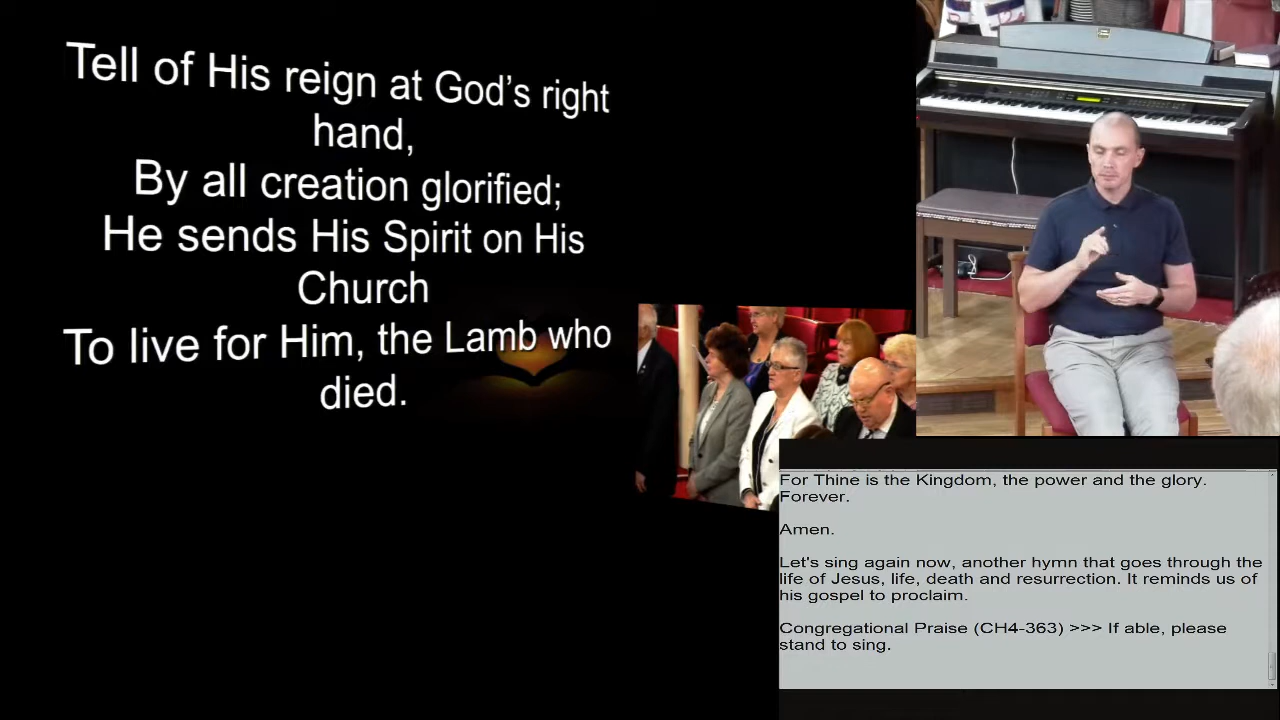 Tell of His reign at God’s right
hand,
By all creation glorified;
He sends His Spirit on His
Church
To live for Him, the Lamb who
died.
For Thine is the Kingdom, the power and the glory.
Forever.
Amen.
Let's sing again now, another hymn that goes through the
life of Jesus, life, death and resurrection. It reminds us of
his gospel to proclaim.
Congregational Praise (CH4-363) >>> If able, please
stand to sing.